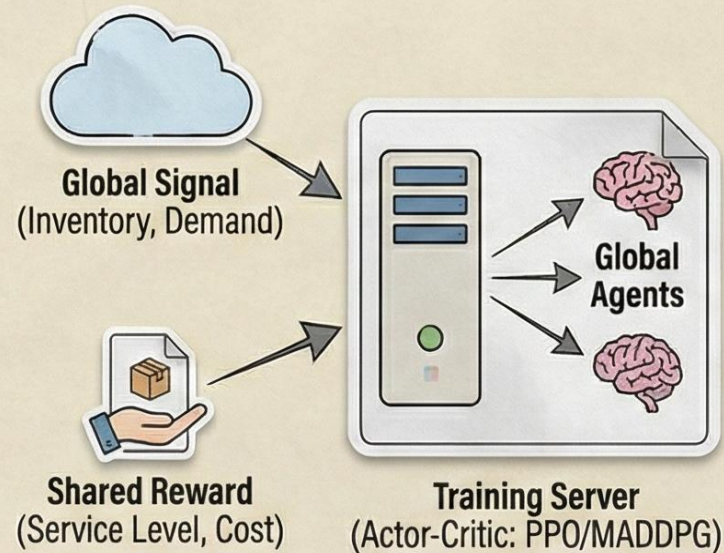 Global Signal
(Inventory, Demand)
Global
Agents
Shared Reward
(Service Level, Cost)
Training Server
(Actor-Critic: PPO/MADDPG)